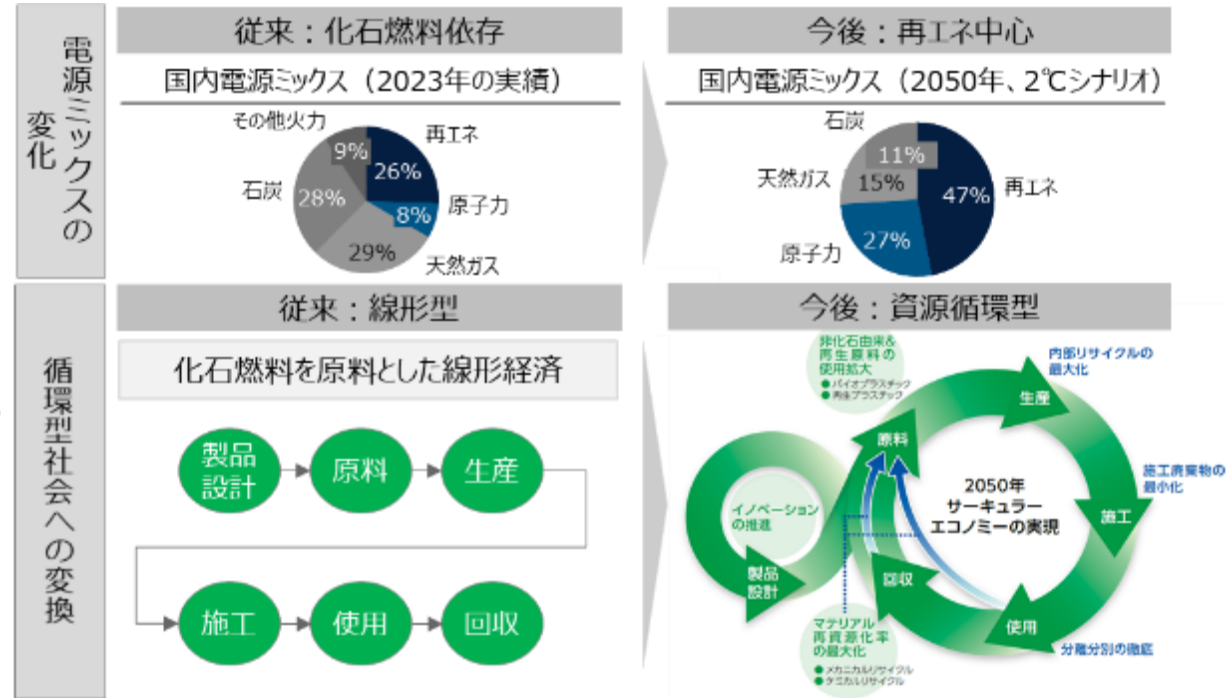 電源ミックスの
変化
従来：化石燃料依存
国内電源ミックス（2023年の実績）
その他火力
再エネ
9%
26%
石炭
28%
8%
原子力
29%
天然ガス
今後：再エネ中心
国内電源ミックス（2050年、2℃シナリオ）
石炭
11%
天然ガス
15%
47%
再エネ
27%
原子力
循環型社会への変換
従来：線形型
化石燃料を原料とした線形経済
製品
設計
原料
生産
施工
使用
回収
今後：資源循環型
非化石由来&
再生原料の
使用拡大
●バイオプラスチック
●再生プラスチック
内部リサイクルの
最大化
生産
原料
施工廃棄物の
最小化
2050年
サーキュラー
エコノミーの実現
イノベーション
の推進
施工
製品
設計
回収
使用
マテリアル
再資源化率
の最大化
●メカニカルリサイクル
●ケミカルリサイクル
分離分別の徹底